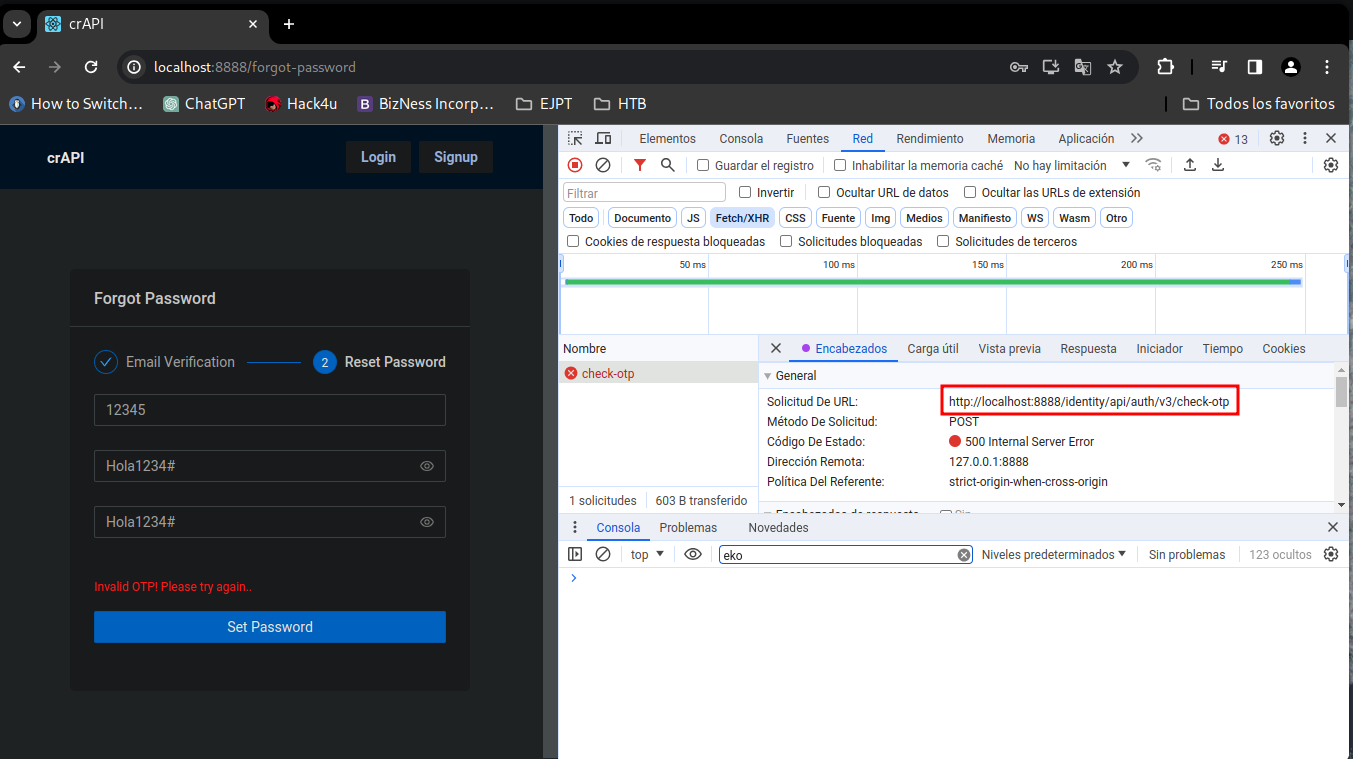 crAPI
localhost:8888/forgot-password
How to Switch... ChatGPT Hack4u BizNess Incorp... EJPT HTB Todos los favoritos
crAPI Login Signup
Forgot Password
Email Verification 2 Reset Password
12345
Hola1234#
Hola1234#
Invalid OTP! Please try again..
Set Password
Elementos Consola Fuentes Red Rendimiento Memoria Aplicación 13
Guardar el registro Inhabilitar la memoria caché No hay limitación
Filtrar Invertir Ocultar URL de datos Ocultar las URLs de extensión
Todo Documento JS Fetch/XHR CSS Fuente Img Medios Manifiesto WS Wasm Otro
Cookies de respuesta bloqueadas Solicitudes bloqueadas Solicitudes de terceros
50 ms 100 ms 150 ms 200 ms 250 ms
Nombre
check-otp
1 solicitudes 603 B transferido
Encabezados Carga útil Vista previa Respuesta Iniciador Tiempo Cookies
General
Solicitud De URL: http://localhost:8888/identity/api/auth/v3/check-otp
Método De Solicitud: POST
Código De Estado: 500 Internal Server Error
Dirección Remota: 127.0.0.1:8888
Política Del Referente: strict-origin-when-cross-origin
Consola Problemas Novedades
top eko Niveles predeterminados Sin problemas 123 ocultos